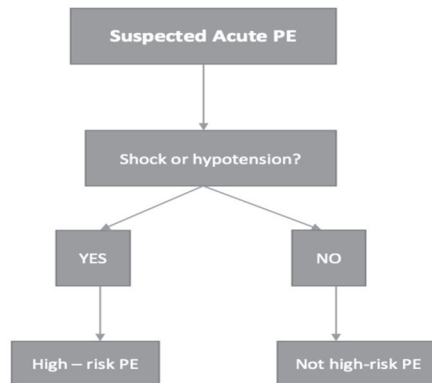 Suspected Acute PE
Shock or hypotension?
YES
NO
High – risk PE
Not high-risk PE